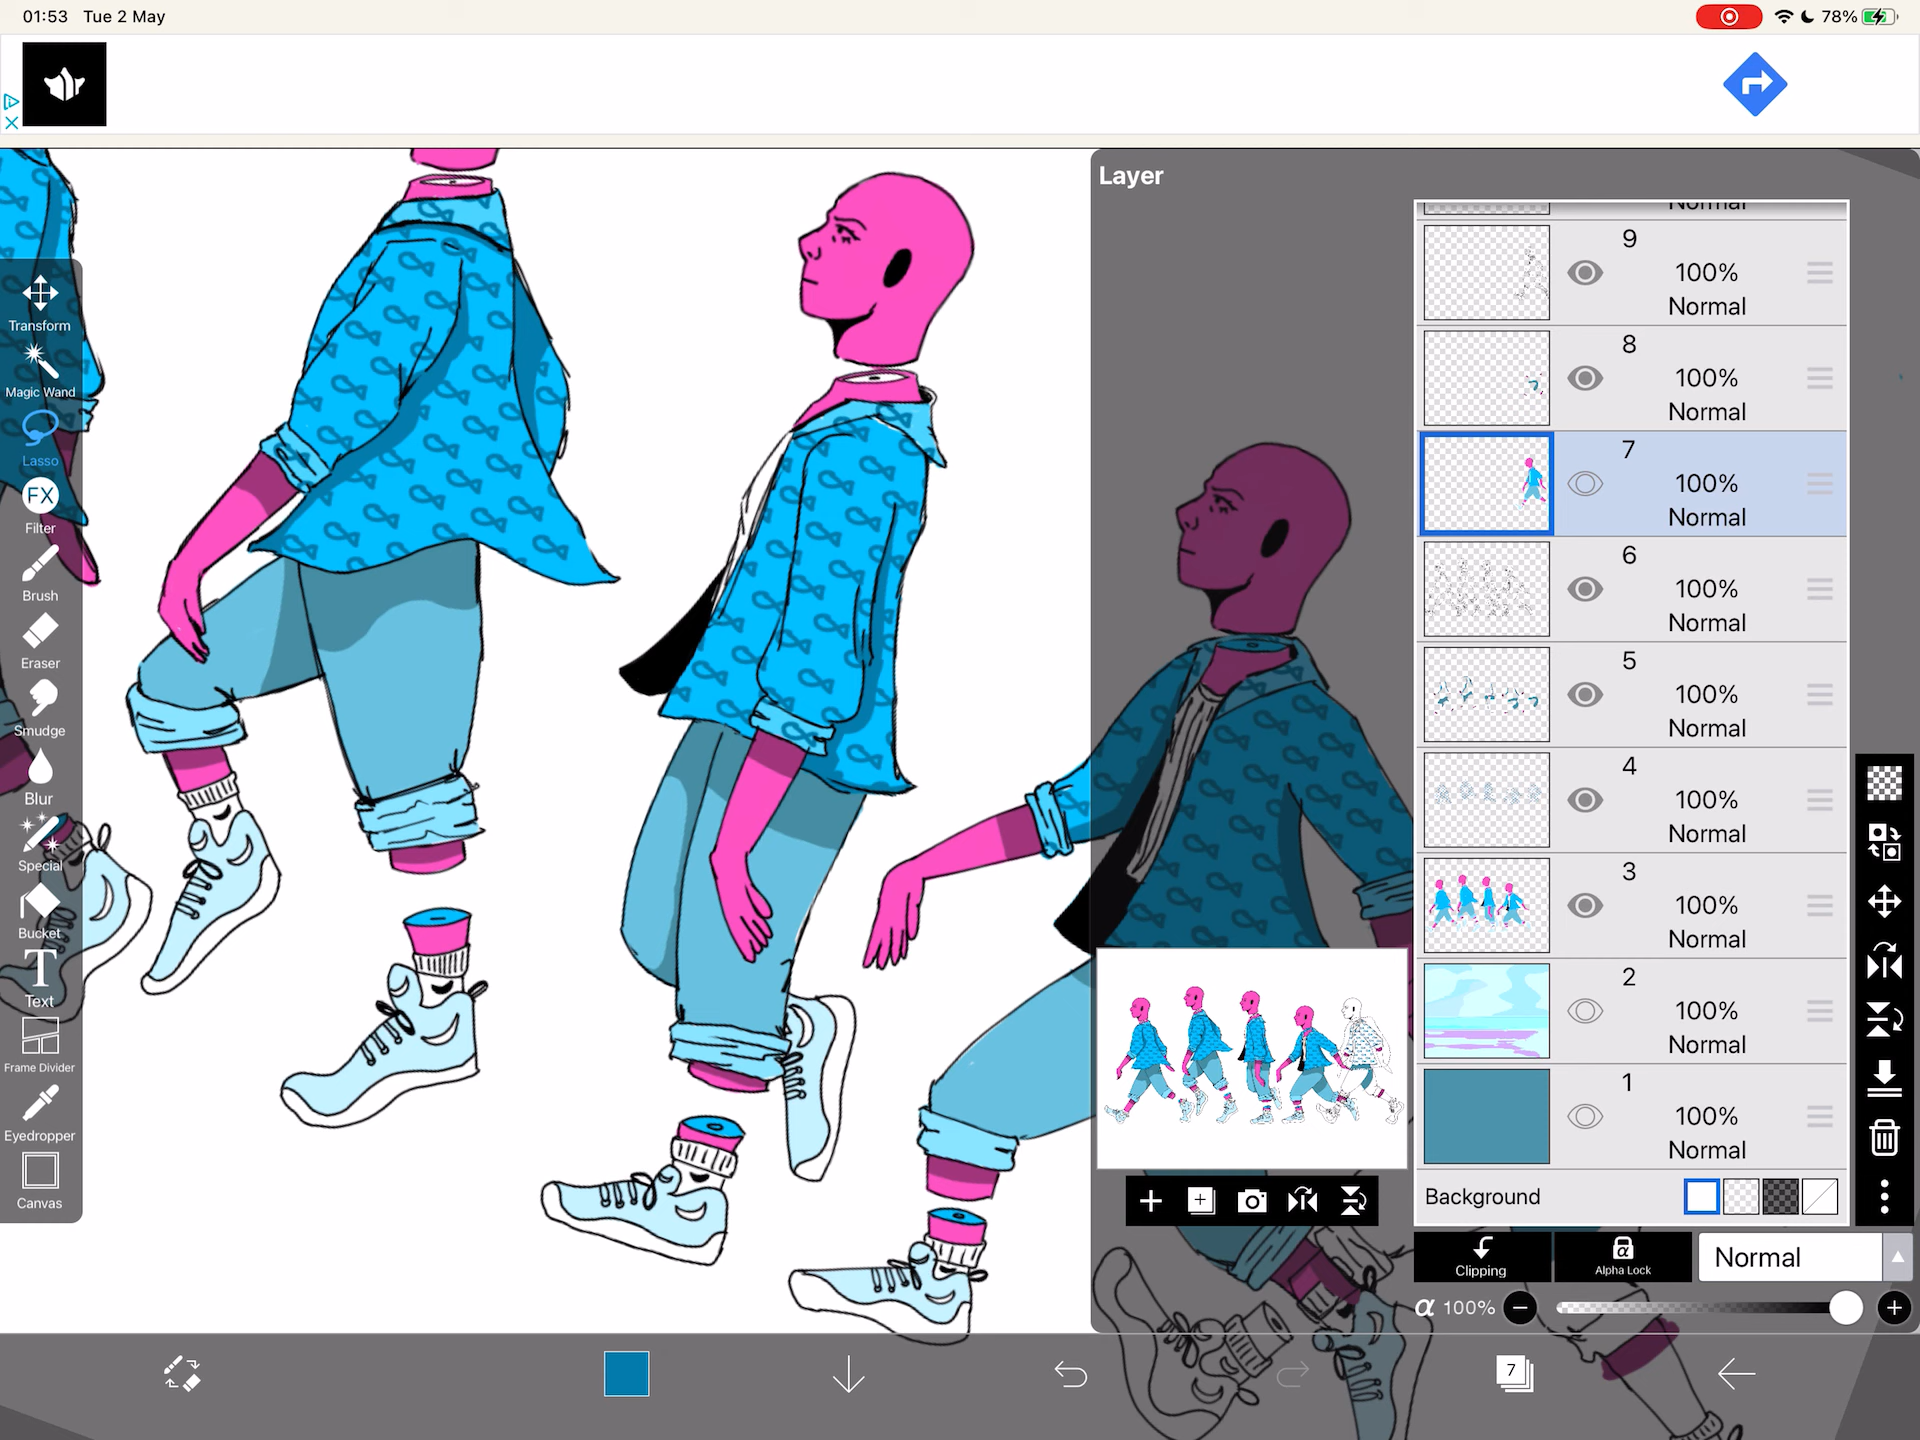 01:53 Tue 2 May
78%
Layer
Normal
9
100%
Normal
8
100%
Normal
7
100%
Normal
6
100%
Normal
5
100%
Normal
4
100%
Normal
3
100%
Normal
2
100%
Normal
1
100%
Normal
Background
Clipping
α
Alpha Lock
Normal
α 100%
Transform
Magic Wand
Lasso
FX
Filter
Brush
Eraser
Smudge
Blur
Special
Bucket
T
Text
Frame Divider
Eyedropper
Canvas
7